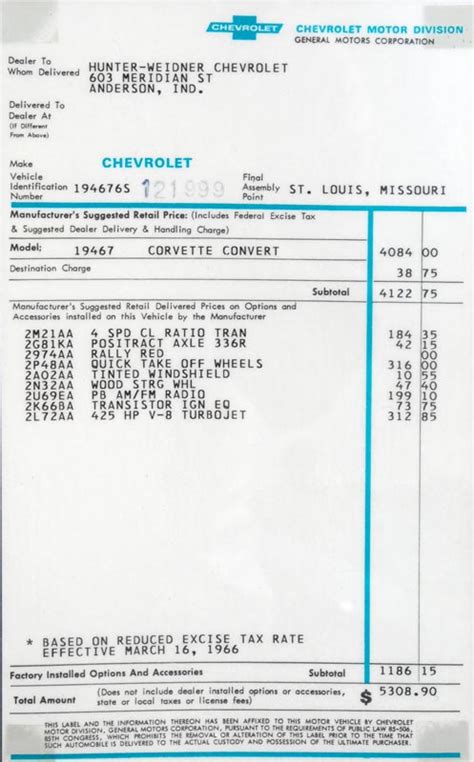 CHEVROLET CHEVROLET MOTOR DIVISION
GENERAL MOTORS CORPORATION
Dealer To
Whom Delivered
HUNTER-WEIDNER CHEVROLET
603 MERIDIAN ST
ANDERSON, IND.
Delivered To
Dealer At
(If Different
From Above)
Make CHEVROLET
Vehicle
Identification
Number
194676S 121999
Final
Assembly
Point
ST. LOUIS, MISSOURI
Manufacturer's Suggested Retail Price: (Includes Federal Excise Tax
& Suggested Dealer Delivery & Handling Charge)
Model: 19467 CORVETTE CONVERT 4084 00
Destination Charge 38 75
Subtotal 4122 75
Manufacturer's Suggested Retail Delivered Prices on Options and
Accessories installed on this Vehicle by the Manufacturer
2M21AA 4 SPD CL RATIO TRAN 184 35
2G81KA POSITRACT AXLE 336R 42 15
2974AA RALLY RED 00
2P48AA QUICK TAKE OFF WHEELS 316 00
2A02AA TINTED WINDSHIELD 10 55
2N32AA WOOD STRG WHL 47 40
2U69EA PB AM/FM RADIO 199 10
2K66BA TRANSISTOR IGN EQ 73 75
2L72AA 425 HP V-8 TURBOJET 312 85
* BASED ON REDUCED EXCISE TAX RATE
EFFECTIVE MARCH 16, 1966
Factory Installed Options And Accessories Subtotal 1186 15
Total Amount (Does not include dealer installed options or accessories,
state or local taxes or license fees) $ 5308.90
THIS LABEL AND THE INFORMATION THEREON HAS BEEN AFFIXED TO THIS MOTOR VEHICLE BY CHEVROLET
MOTOR DIVISION, GENERAL MOTORS CORPORATION, PURSUANT TO THE REQUIREMENTS OF PUBLIC LAW 85-506,
85TH CONGRESS, WHICH PROHIBITS THE REMOVAL OR ALTERATION OF THIS LABEL PRIOR TO THE TIME THAT
SUCH AUTOMOBILE IS DELIVERED TO THE ACTUAL CUSTODY AND POSSESSION OF THE ULTIMATE PURCHASER.